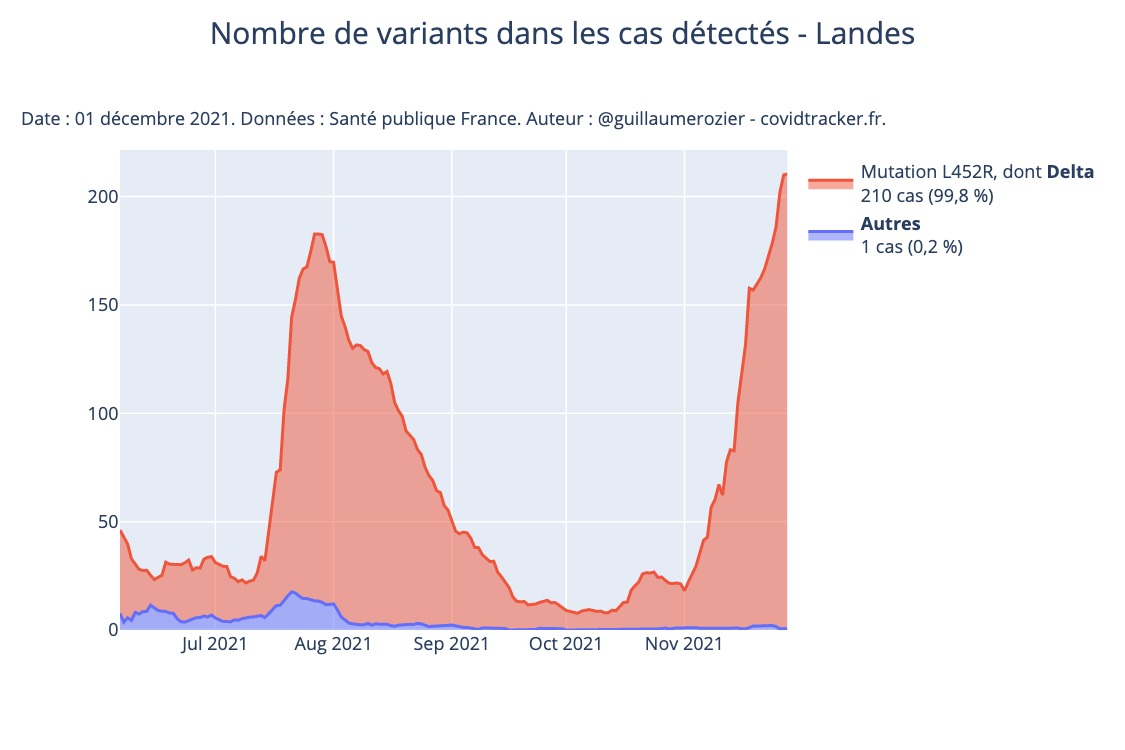 Nombre de variants dans les cas détectés - Landes
Date : 01 décembre 2021. Données : Santé publique France. Auteur : @guillaumerozier - covidtracker.fr.
Mutation L452R, dont Delta
210 cas (99,8 %)
Autres
1 cas (0,2 %)
200
150
100
50
0
Jul 2021
Aug 2021
Sep 2021
Oct 2021
Nov 2021